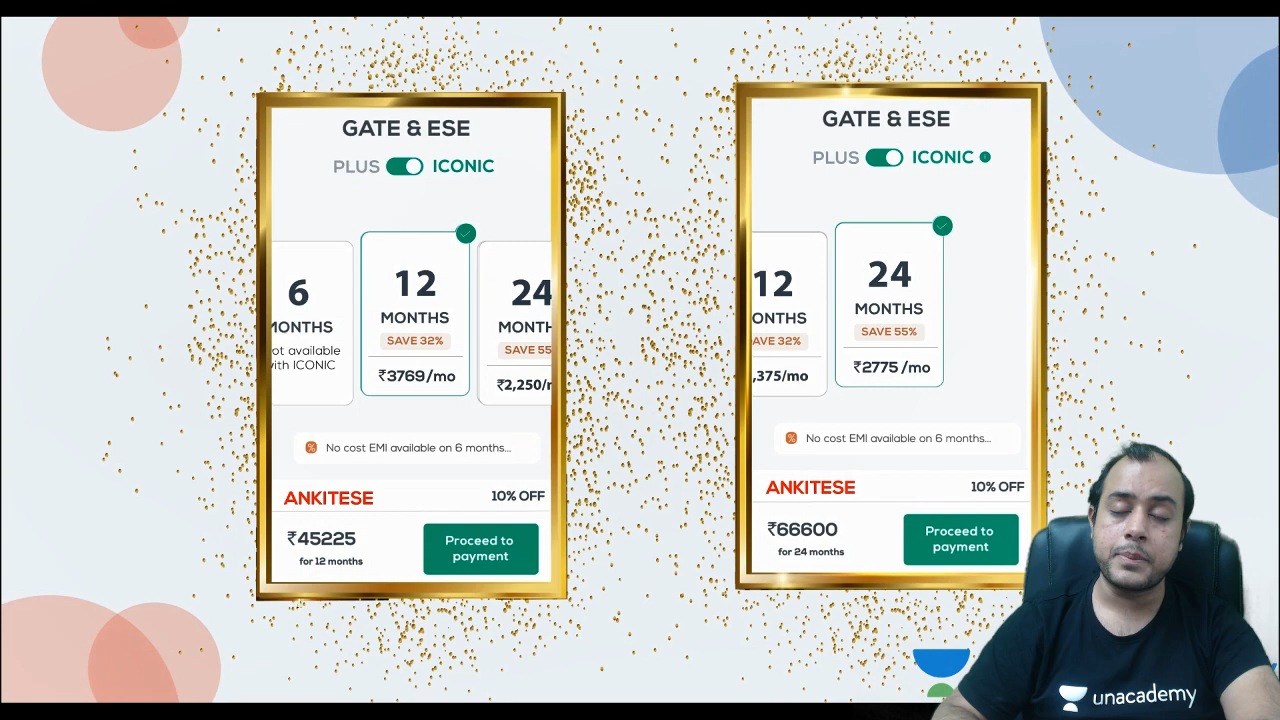 GATE & ESE
PLUS ICONIC
6
MONTHS
ot available
with ICONIC
12
MONTHS
SAVE 32%
₹3769/mo
24
MONTH
SAVE 55
₹2,250/m
No cost EMI available on 6 months...
ANKITESE 10% OFF
₹45225
for 12 months
Proceed to
payment
GATE & ESE
PLUS ICONIC
12
ONTHS
AVE 32%
,375/mo
24
MONTHS
SAVE 55%
₹2775 /mo
No cost EMI available on 6 months...
ANKITESE 10% OFF
₹66600
for 24 months
Proceed to
payment
unacademy